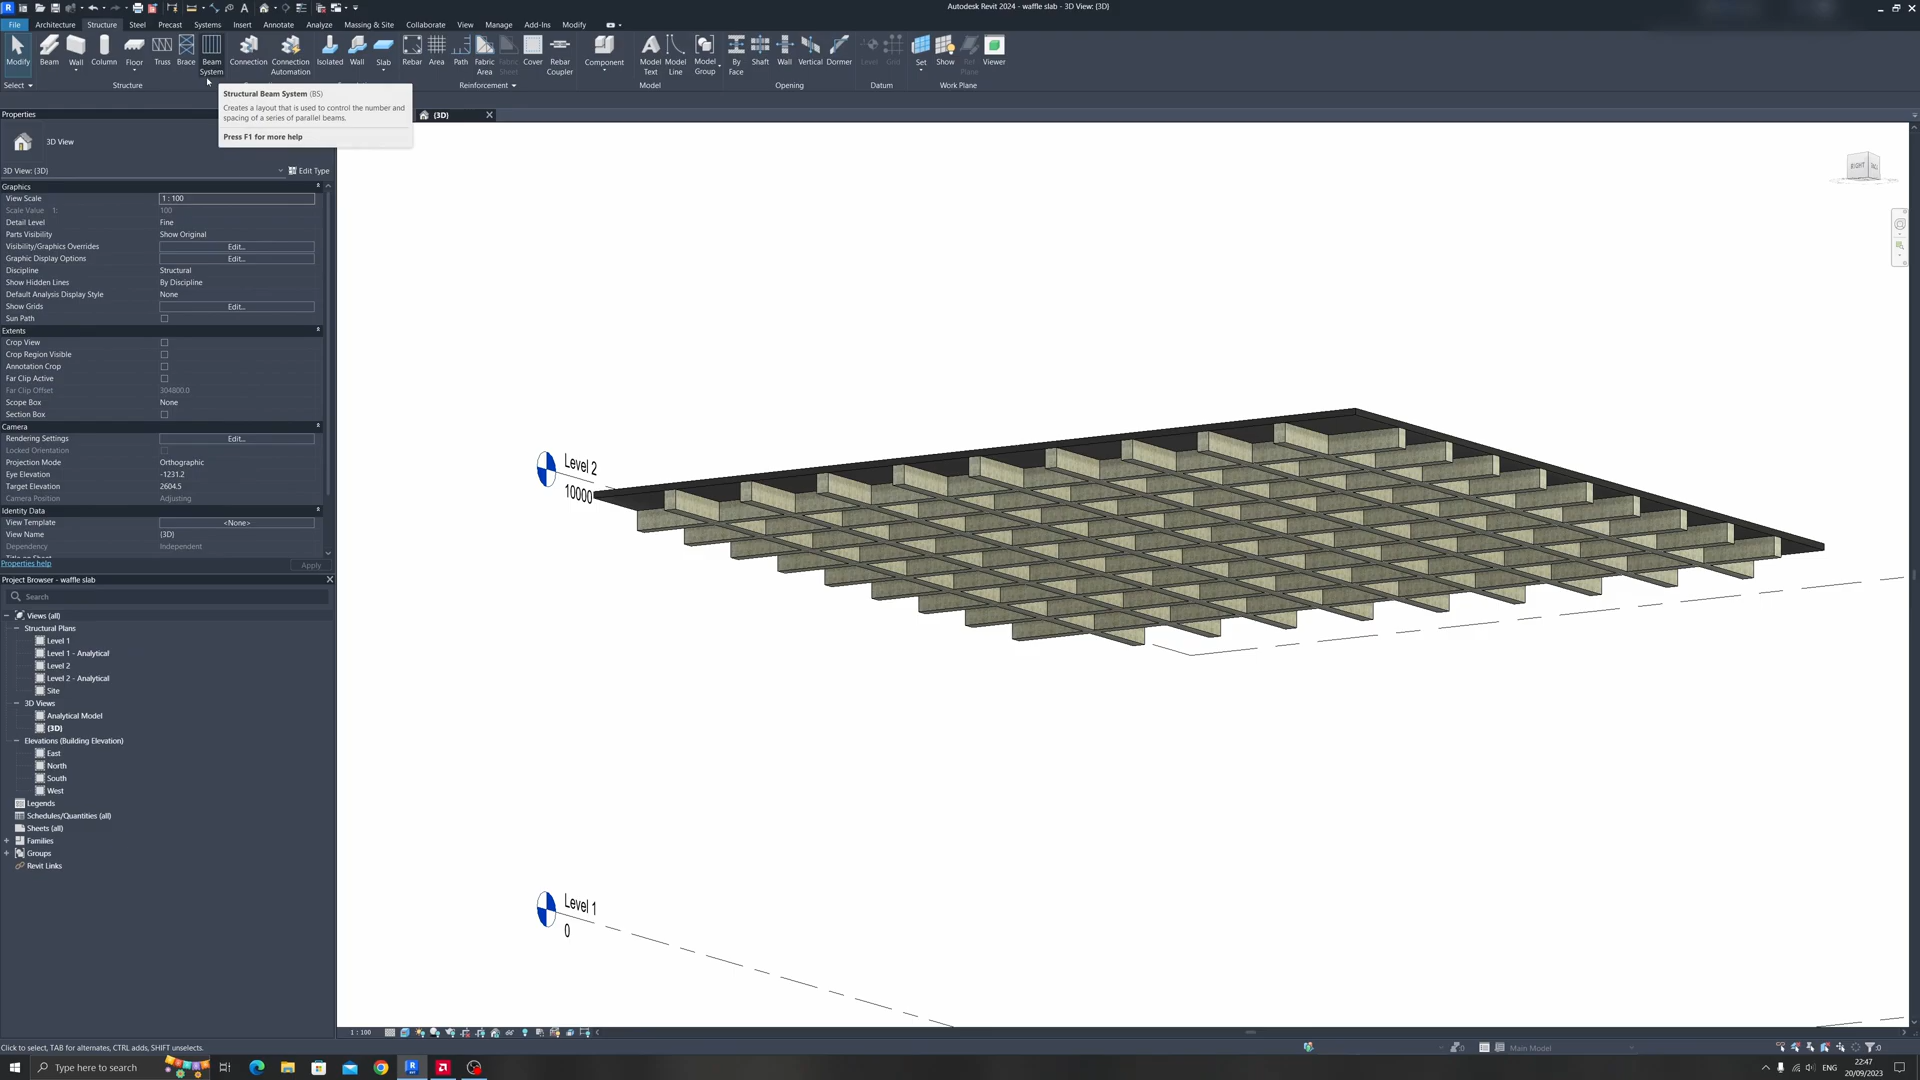 Autodesk Revit 2024 - waffle slab - 3D View: {3D}
File Architecture Structure Steel Precast Systems Insert Annotate Analyze Massing & Site Collaborate View Manage Add-Ins Modify
Modify Beam Wall Column Floor Truss Brace Beam System Connection Connection Automation Isolated Wall Slab Rebar Area Path Fabric Area Fabric Sheet Cover Rebar Coupler Component Model Text Model Line Model Group By Face Shaft Wall Vertical Dormer Level Grid Set Show Ref Plane Viewer
Select Structure Reinforcement Model Opening Datum Work Plane
Structural Beam System (BS)
Creates a layout that is used to control the number and
spacing of a series of parallel beams.
Press F1 for more help
Properties
{3D}
3D View
3D View: {3D} Edit Type
Graphics
View Scale 1 : 100
Scale Value 1: 100
Detail Level Fine
Parts Visibility Show Original
Visibility/Graphics Overrides Edit...
Graphic Display Options Edit...
Discipline Structural
Show Hidden Lines By Discipline
Default Analysis Display Style None
Show Grids Edit...
Sun Path
Extents
Crop View
Crop Region Visible
Annotation Crop
Far Clip Active
Far Clip Offset 304800.0
Scope Box None
Section Box
Camera
Rendering Settings Edit...
Locked Orientation
Projection Mode Orthographic
Eye Elevation -1231.2
Target Elevation 2604.5
Camera Position Adjusting
Identity Data
View Template <None>
View Name {3D}
Dependency Independent
Properties help Apply
Project Browser - waffle slab
Search
Views (all)
Structural Plans
Level 1
Level 1 - Analytical
Level 2
Level 2 - Analytical
Site
3D Views
Analytical Model
{3D}
Elevations (Building Elevation)
East
North
South
West
Legends
Schedules/Quantities (all)
Sheets (all)
Families
Groups
Revit Links
RIGHT
Level 2
10000
Level 1
0
1 : 100
Click to select, TAB for alternates, CTRL adds, SHIFT unselects.
:0 Main Model :0
Type here to search
ENG
22:47
20/09/2023